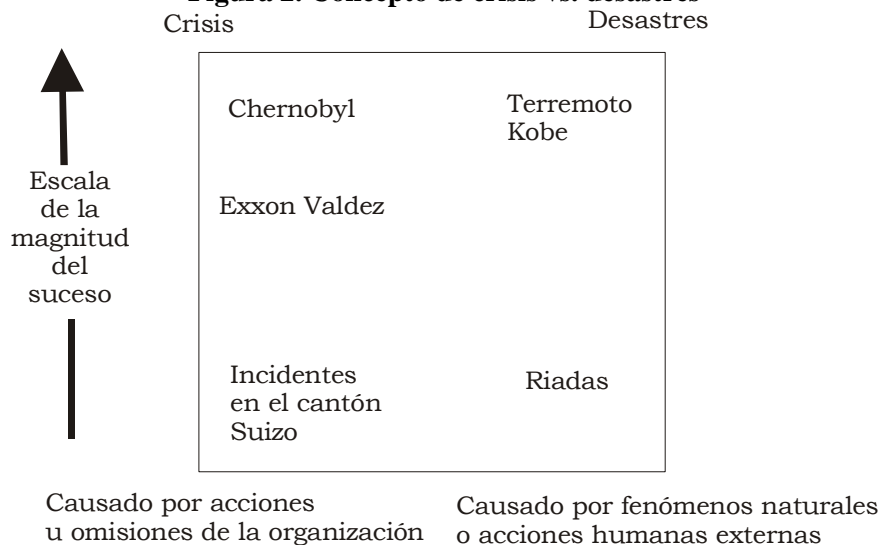 Crisis
Desastres
Chernobyl
Terremoto
Kobe
Escala
de la
magnitud
del
suceso
Exxon Valdez
Incidentes
en el cantón
Suizo
Riadas
Causado por acciones
u omisiones de la organización
Causado por fenómenos naturales
o acciones humanas externas